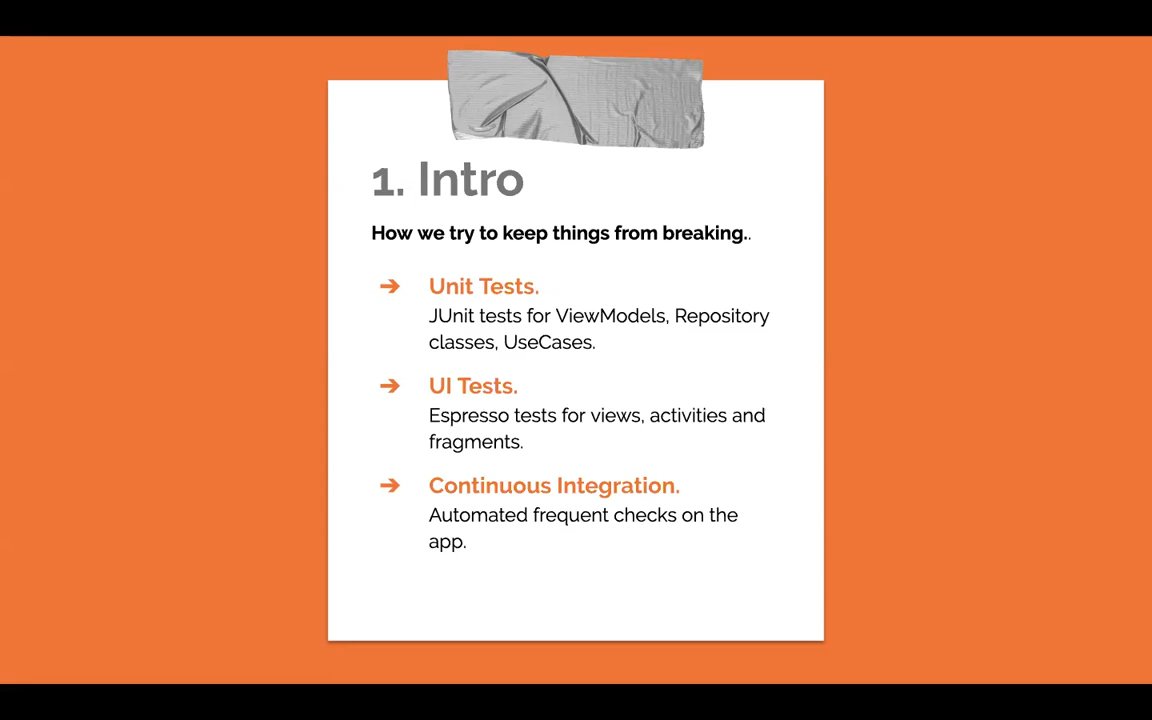 1. Intro
How we try to keep things from breaking..
➔ Unit Tests.
JUnit tests for ViewModels, Repository
classes, UseCases.
➔ UI Tests.
Espresso tests for views, activities and
fragments.
➔ Continuous Integration.
Automated frequent checks on the
app.